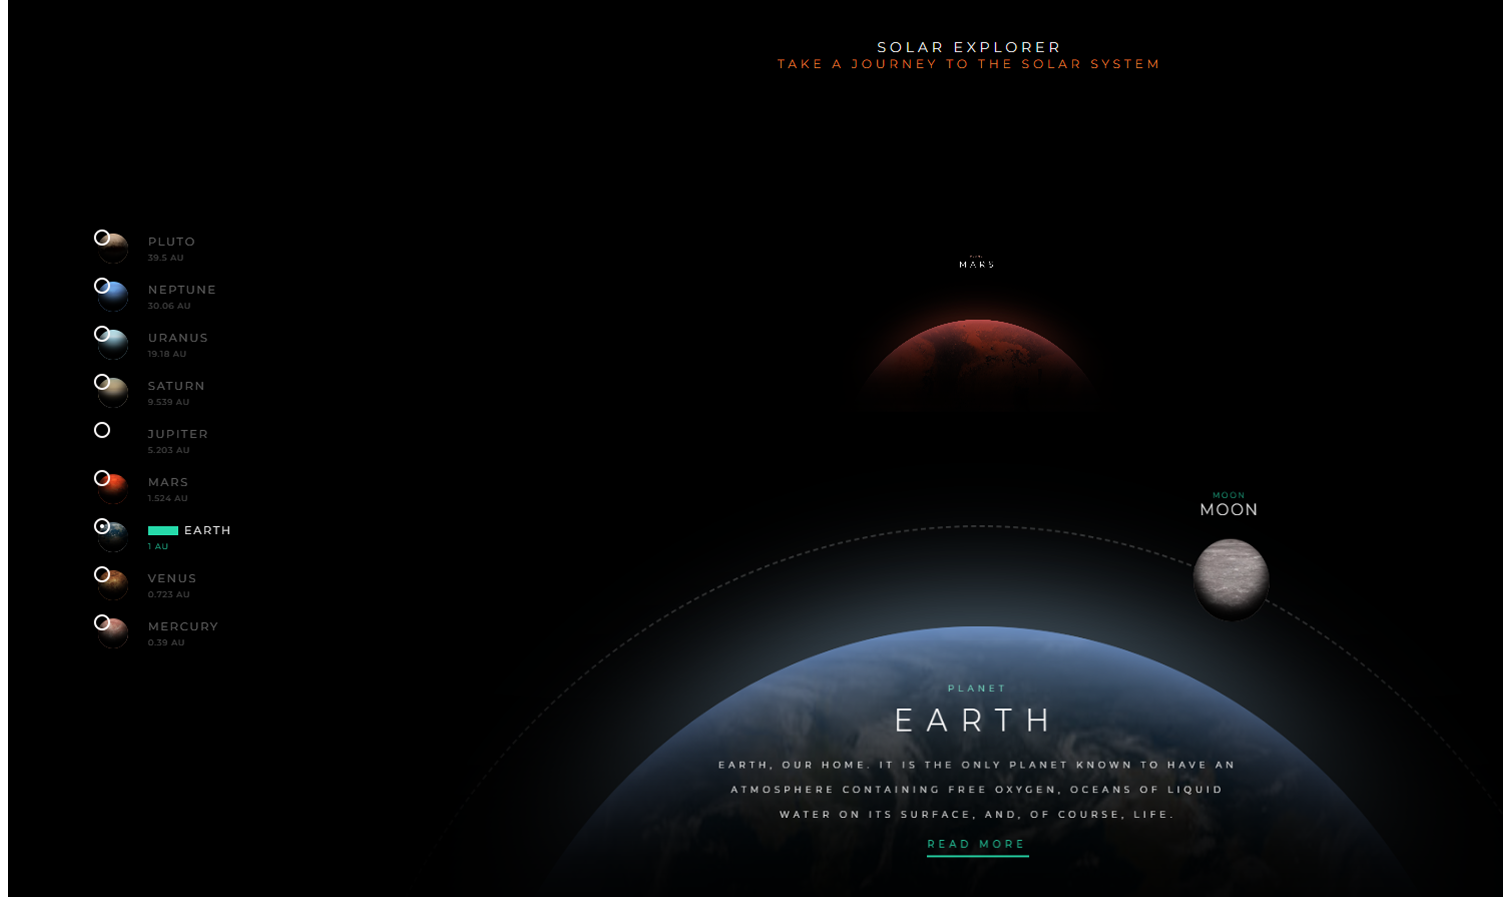 SOLAR EXPLORER
TAKE A JOURNEY TO THE SOLAR SYSTEM
PLUTO
39.5 AU
NEPTUNE
30.06 AU
URANUS
19.18 AU
SATURN
9.539 AU
JUPITER
5.203 AU
MARS
1.524 AU
EARTH
1 AU
VENUS
0.723 AU
MERCURY
0.39 AU
MARS
MOON
MOON
PLANET
EARTH
EARTH, OUR HOME. IT IS THE ONLY PLANET KNOWN TO HAVE AN
ATMOSPHERE CONTAINING FREE OXYGEN, OCEANS OF LIQUID
WATER ON ITS SURFACE, AND, OF COURSE, LIFE.
READ MORE